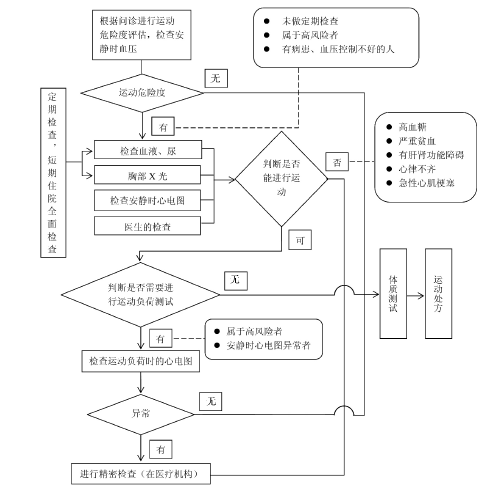 根据问诊进行运动
危险度评估，检查安
静时血压
未做定期检查
属于高风险者
有病患、血压控制不好的人
无
运动危险度
有
定期检查，短期住院全面检查
检查血液、尿
胸部 X 光
检查安静时心电图
医生的检查
判断是否
能进行运
动
否
高血糖
严重贫血
有肝肾功能障碍
心律不齐
急性心肌梗塞
可
判断是否需要进
行运动负荷测试
无
体质测试
运动处方
有
属于高风险者
安静时心电图异常者
检查运动负荷时的心电图
异常
无
有
进行精密检查（在医疗机构）